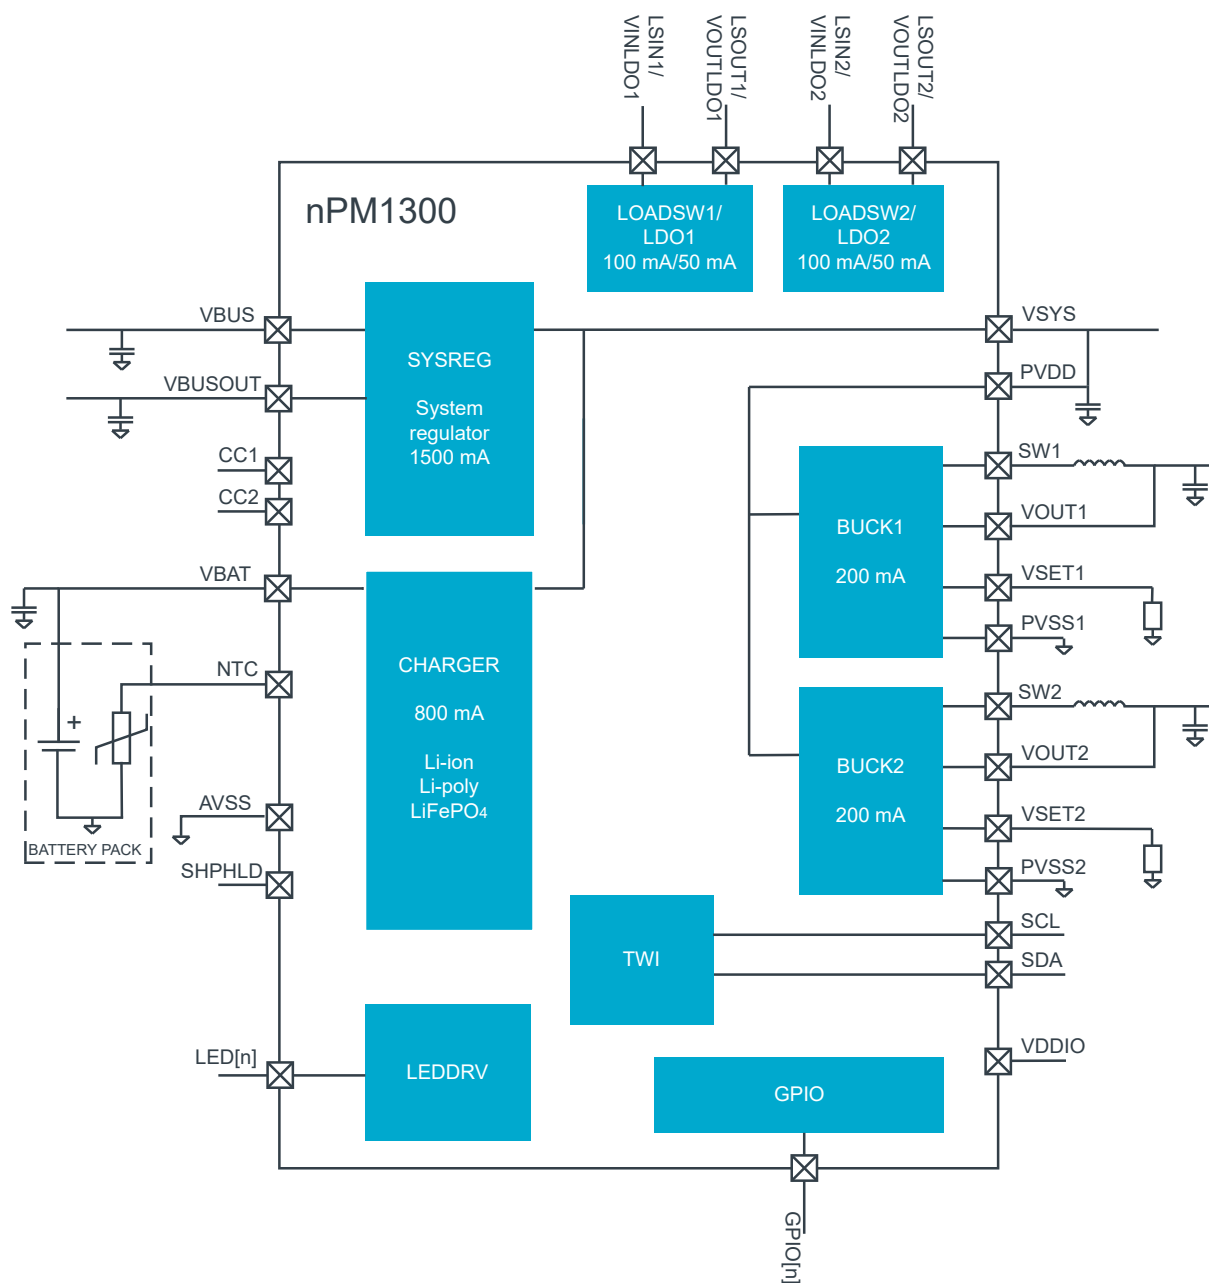 LSIN1/
VINLDO1
LSOUT1/
VOUTLDO1
LSIN2/
VINLDO2
LSOUT2/
VOUTLDO2
nPM1300
LOADSW1/
LDO1
100 mA/50 mA
LOADSW2/
LDO2
100 mA/50 mA
VBUS
VBUSOUT
CC1
CC2
VBAT
NTC
AVSS
SHPHLD
LED[n]
+
BATTERY PACK
SYSREG
System
regulator
1500 mA
CHARGER
800 mA
Li-ion
Li-poly
LiFePO4
LEDDRV
BUCK1
200 mA
BUCK2
200 mA
TWI
GPIO
VSYS
PVDD
SW1
VOUT1
VSET1
PVSS1
SW2
VOUT2
VSET2
PVSS2
SCL
SDA
VDDIO
GPIO[n]